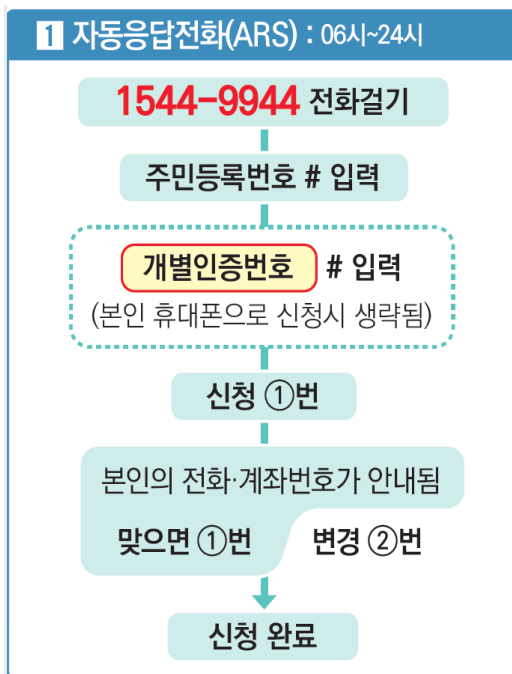 1 자동응답전화(ARS) : 06시~24시
1544-9944 전화걸기
주민등록번호 # 입력
개별인증번호 # 입력
(본인 휴대폰으로 신청시 생략됨)
신청 ①번
본인의 전화·계좌번호가 안내됨
맞으면 ①번 변경 ②번
신청 완료